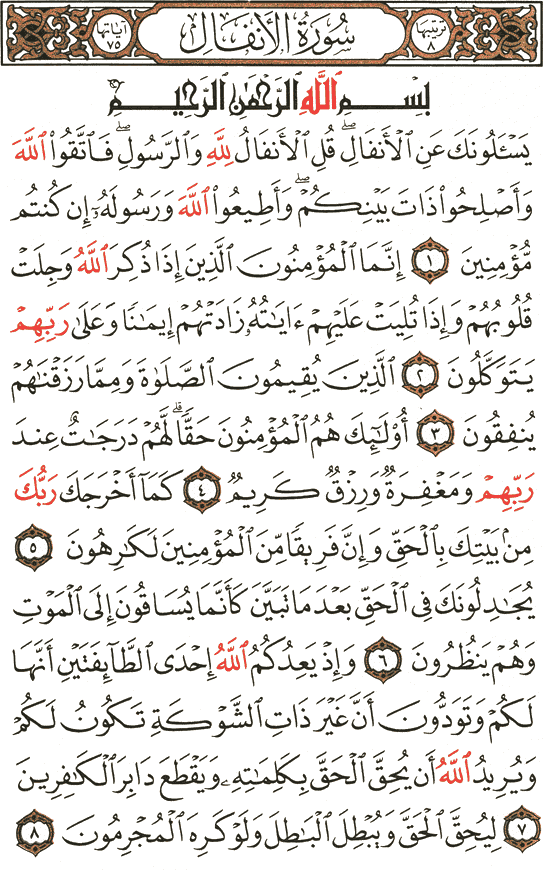 ترتيبها ٨ سُورَةُ الأَنفَالِ آياتها ٧٥
بِسْمِ ٱللَّهِ ٱلرَّحْمَٰنِ ٱلرَّحِيمِ
يَسْـَٔلُونَكَ عَنِ ٱلْأَنفَالِ ۖ قُلِ ٱلْأَنفَالُ لِلَّهِ وَٱلرَّسُولِ ۖ فَٱتَّقُوا۟ ٱللَّهَ
وَأَصْلِحُوا۟ ذَاتَ بَيْنِكُمْ ۖ وَأَطِيعُوا۟ ٱللَّهَ وَرَسُولَهُۥٓ إِن كُنتُم
مُّؤْمِنِينَ ١ إِنَّمَا ٱلْمُؤْمِنُونَ ٱلَّذِينَ إِذَا ذُكِرَ ٱللَّهُ وَجِلَتْ
قُلُوبُهُمْ وَإِذَا تُلِيَتْ عَلَيْهِمْ ءَايَٰتُهُۥ زَادَتْهُمْ إِيمَٰنًا وَعَلَىٰ رَبِّهِمْ
يَتَوَكَّلُونَ ٢ ٱلَّذِينَ يُقِيمُونَ ٱلصَّلَوٰةَ وَمِمَّا رَزَقْنَٰهُمْ
يُنفِقُونَ ٣ أُو۟لَٰٓئِكَ هُمُ ٱلْمُؤْمِنُونَ حَقًّا ۚ لَّهُمْ دَرَجَٰتٌ عِندَ
رَبِّهِمْ وَمَغْفِرَةٌ وَرِزْقٌ كَرِيمٌ ٤ كَمَآ أَخْرَجَكَ رَبُّكَ
مِنۢ بَيْتِكَ بِٱلْحَقِّ وَإِنَّ فَرِيقًا مِّنَ ٱلْمُؤْمِنِينَ لَكَٰرِهُونَ ٥
يُجَٰدِلُونَكَ فِى ٱلْحَقِّ بَعْدَ مَا تَبَيَّنَ كَأَنَّمَا يُسَاقُونَ إِلَى ٱلْمَوْتِ
وَهُمْ يَنظُرُونَ ٦ وَإِذْ يَعِدُكُمُ ٱللَّهُ إِحْدَى ٱلطَّآئِفَتَيْنِ أَنَّهَا
لَكُمْ وَتَوَدُّونَ أَنَّ غَيْرَ ذَاتِ ٱلشَّوْكَةِ تَكُونُ لَكُمْ
وَيُرِيدُ ٱللَّهُ أَن يُحِقَّ ٱلْحَقَّ بِكَلِمَٰتِهِۦ وَيَقْطَعَ دَابِرَ ٱلْكَٰفِرِينَ
٧ لِيُحِقَّ ٱلْحَقَّ وَيُبْطِلَ ٱلْبَٰطِلَ وَلَوْ كَرِهَ ٱلْمُجْرِمُونَ ٨